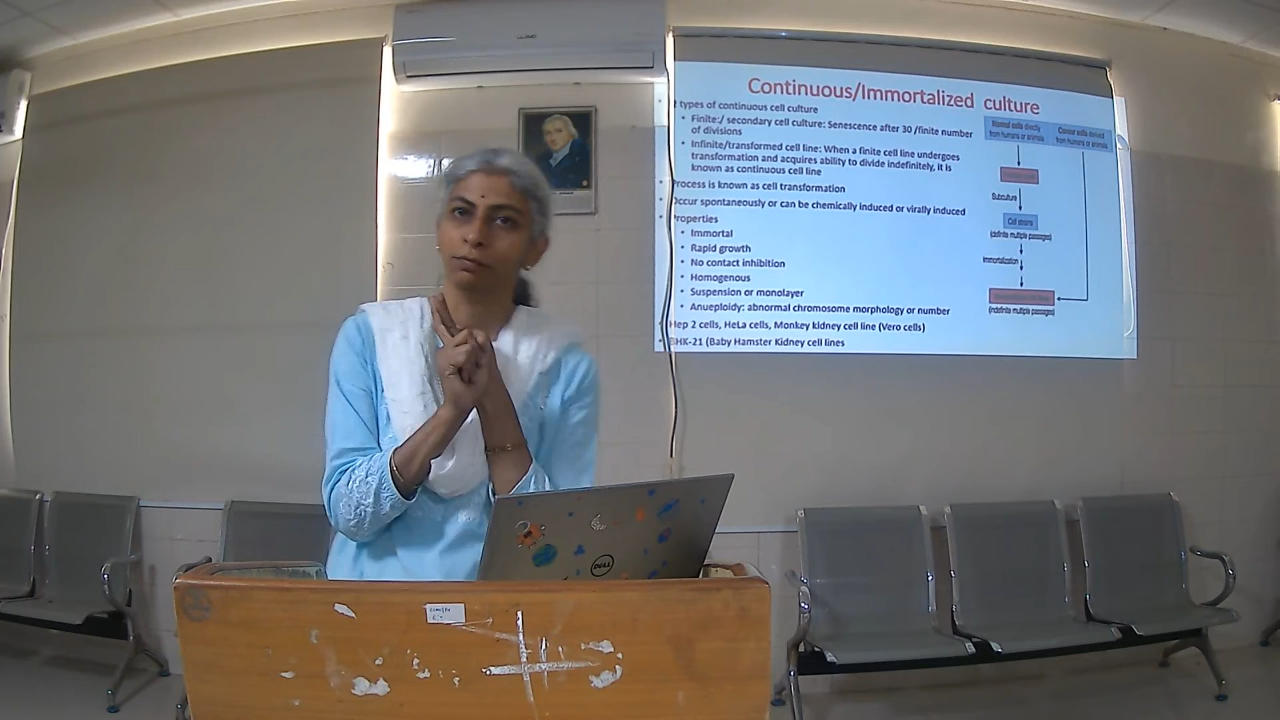 Continuous/Immortalized culture
types of continuous cell culture
• Finite:/ secondary cell culture: Senescence after 30 /finite number
of divisions
• Infinite/transformed cell line: When a finite cell line undergoes
transformation and acquires ability to divide indefinitely, it is
known as continuous cell line
Process is known as cell transformation
Occur spontaneously or can be chemically induced or virally induced
Properties
• Immortal
• Rapid growth
• No contact inhibition
• Homogenous
• Suspension or monolayer
• Anueploidy: abnormal chromosome morphology or number
Hep 2 cells, HeLa cells, Monkey kidney cell line (Vero cells)
BHK-21 (Baby Hamster Kidney cell lines
Normal cells directly
from humans or animals
Cancer cells derived
from humans or animals
Subculture
Cell strains
(definite multiple passages)
Immortalization
(indefinite multiple passages)
DELL